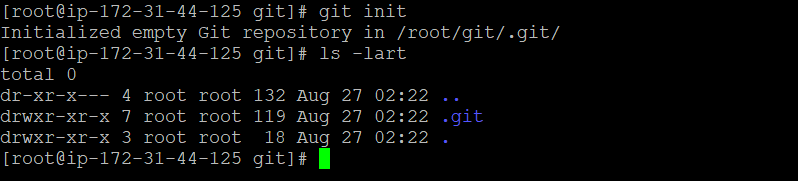 [root@ip-172-31-44-125 git]# git init
Initialized empty Git repository in /root/git/.git/
[root@ip-172-31-44-125 git]# ls -lart
total 0
dr-xr-x--- 4 root root 132 Aug 27 02:22 ..
drwxr-xr-x 7 root root 119 Aug 27 02:22 .git
drwxr-xr-x 3 root root  18 Aug 27 02:22 .
[root@ip-172-31-44-125 git]#